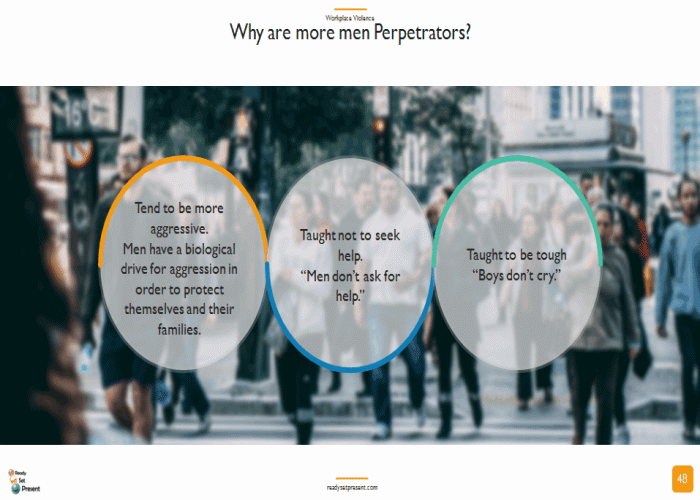 Workplace Violence
Why are more men Perpetrators?
Tend to be more
aggressive.
Men have a biological
drive for aggression in
order to protect
themselves and their
families.
Taught not to seek
help.
“Men don’t ask for
help.”
Taught to be tough
“Boys don’t cry.”
Ready
Set
Present
readysetpresent.com
48